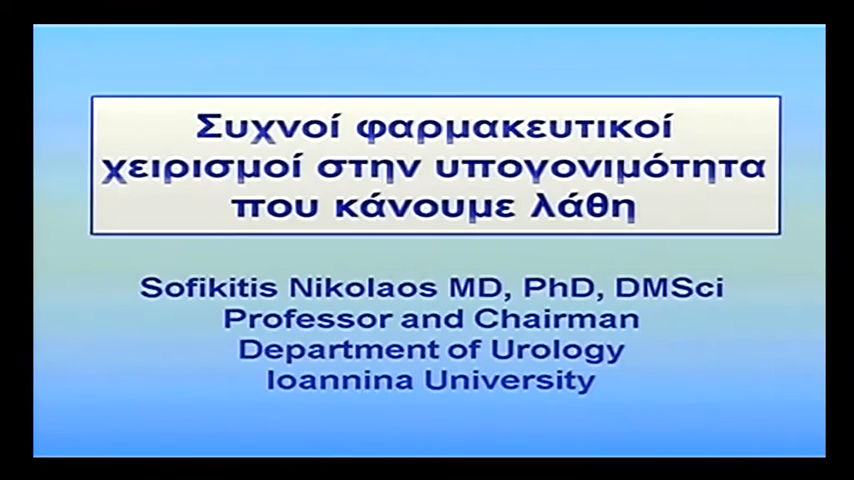 Συχνοί φαρμακευτικοί
χειρισμοί στην υπογονιμότητα
που κάνουμε λάθη
Sofikitis Nikolaos MD, PhD, DMSci
Professor and Chairman
Department of Urology
Ioannina University